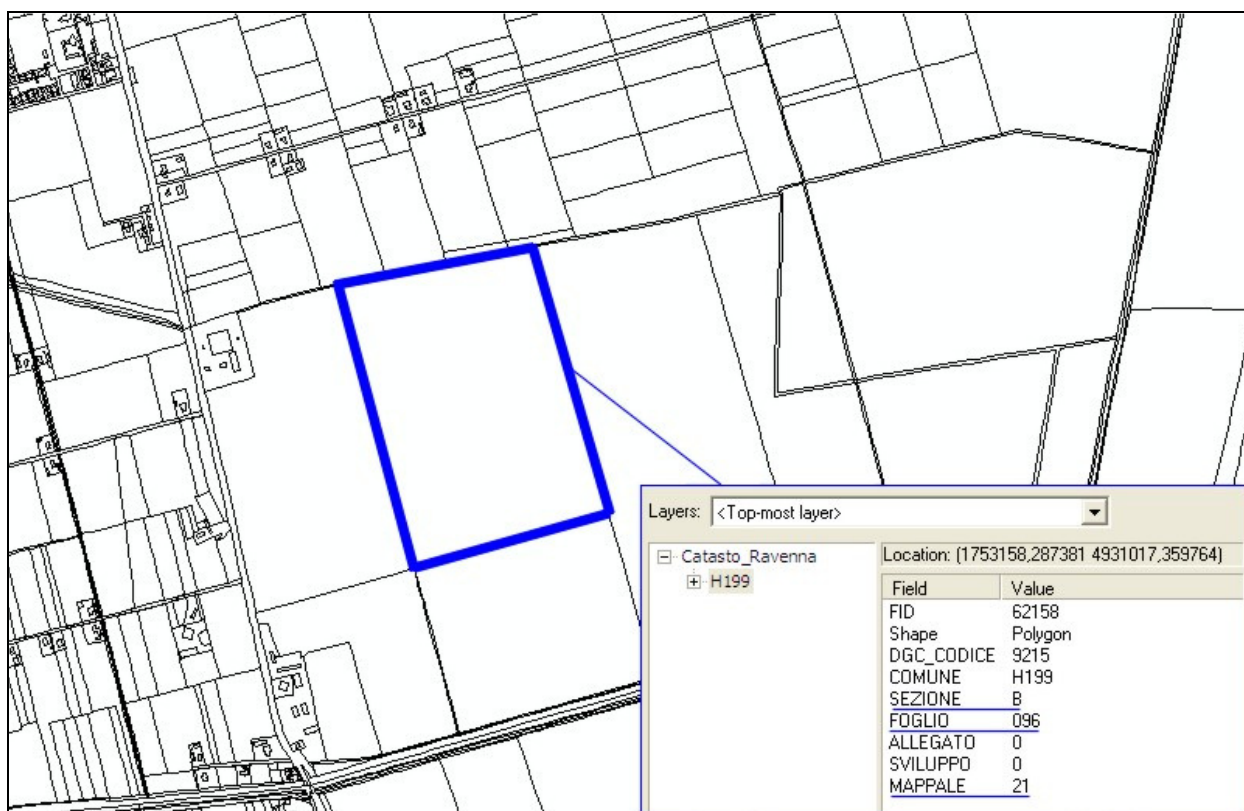 Layers: <Top-most layer>
Catasto_Ravenna
H199
Location: (1753158,287381 4931017,359764)
Field Value
FID 62158
Shape Polygon
DGC_CODICE 9215
COMUNE H199
SEZIONE B
FOGLIO 096
ALLEGATO 0
SVILUPPO 0
MAPPALE 21